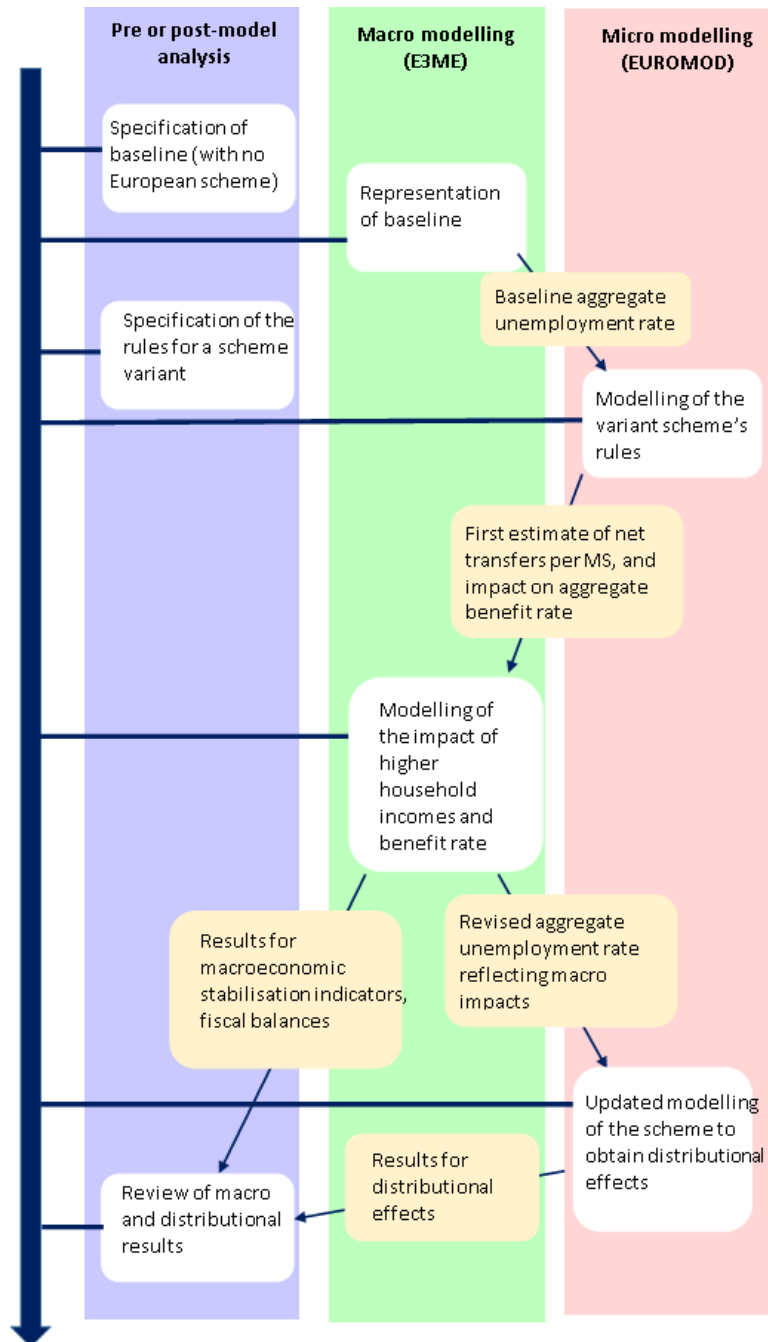 Pre or post-model
analysis
Macro modelling
(E3ME)
Micro modelling
(EUROMOD)
Specification of
baseline (with no
European scheme)
Representation
of baseline
Baseline aggregate
unemployment rate
Specification of the
rules for a scheme
variant
Modelling of the
variant scheme's
rules
First estimate of net
transfers per MS, and
impact on aggregate
benefit rate
Modelling of
the impact of
higher
household
incomes and
benefit rate
Results for
macroeconomic
stabilisation indicators,
fiscal balances
Revised aggregate
unemployment rate
reflecting macro
impacts
Updated modelling
of the scheme to
obtain distributional
effects
Results for
distributional
effects
Review of macro
and distributional
results